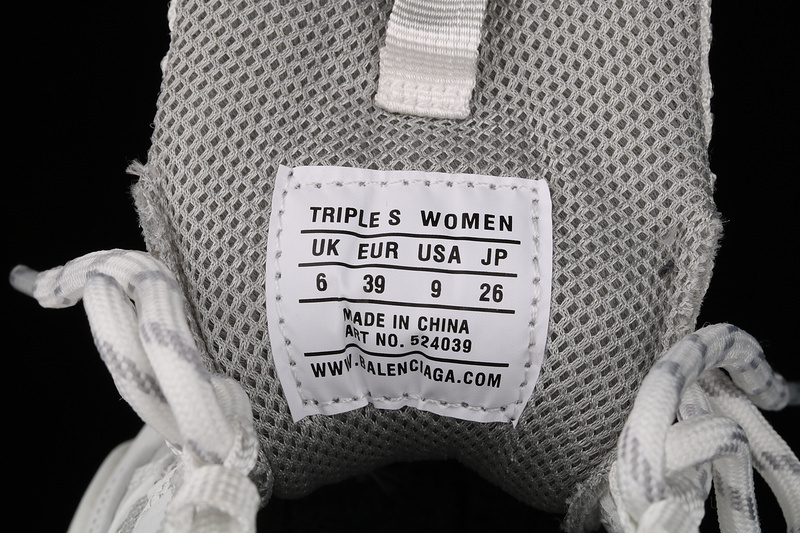 TRIPLE S WOMEN
UK EUR USA JP
6 39 9 26
MADE IN CHINA
ART NO. 524039
WWW.BALENCIAGA.COM